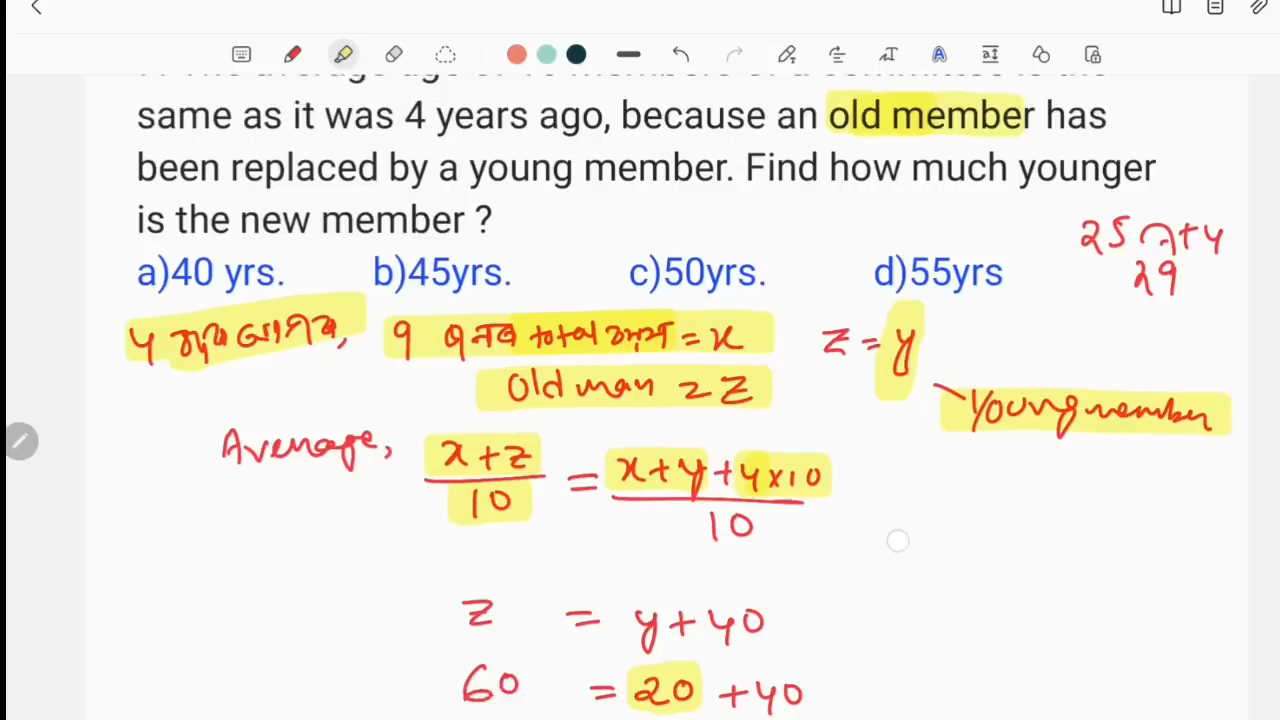 same as it was 4 years ago, because an old member has
been replaced by a young member. Find how much younger
is the new member ?
a)40 yrs. b)45yrs. c)50yrs. d)55yrs
25 +4
29
total = x
Old man = z
z = y
Young member
Average,
x+z / 10 = x+y+4×10 / 10
z = y+40
60 = 20 +40